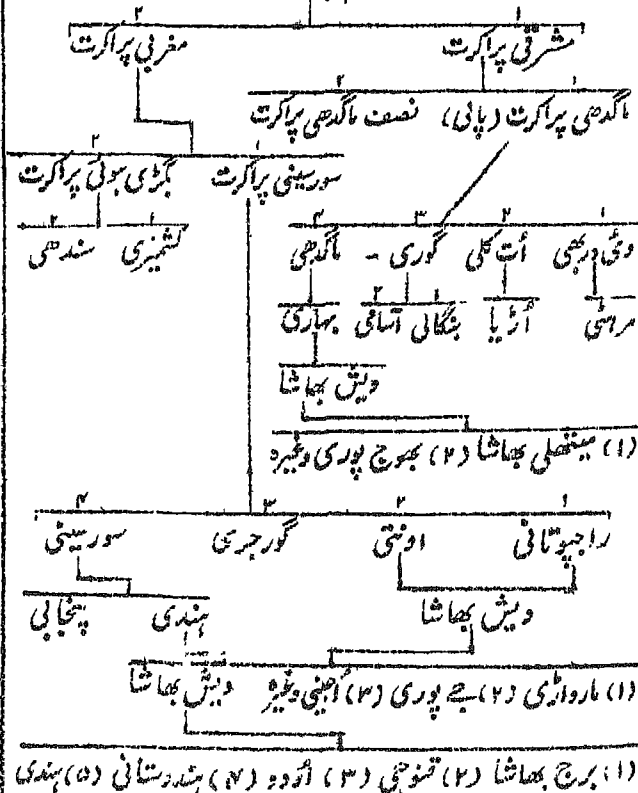 ۱ مشرقی پراکرت ۲ مغربی پراکرت
۱ ماگدھی پراکرت (پالی) ۲ نصف ماگدھی پراکرت
۱ سورسینی پراکرت ۲ بگڑی ہوئی پراکرت
۱ کشمیری ۲ سندھی
۱ وی دربھی ۲ أت کلی ۳ گوری - ۴ ماگدھی
مرہٹی اُڑیا ۱ بنگالی ۲ آسامی بہاری
دیش بھاشا
(۱) میتھلی بھاشا (۲) بھوج پوری وغیرہ
۱ راجپوتانی ۲ اونتی ۳ گورجری ۴ سورسینی
دیش بھاشا ہندی پنجابی
(۱) مارواڑی (۲) جے پوری (۳) اُجینی وغیرہ دیش بھاشا
(۱) برج بھاشا (۲) قنوجی (۳) اُردو (۴) ہندوستانی (۵) ہندی